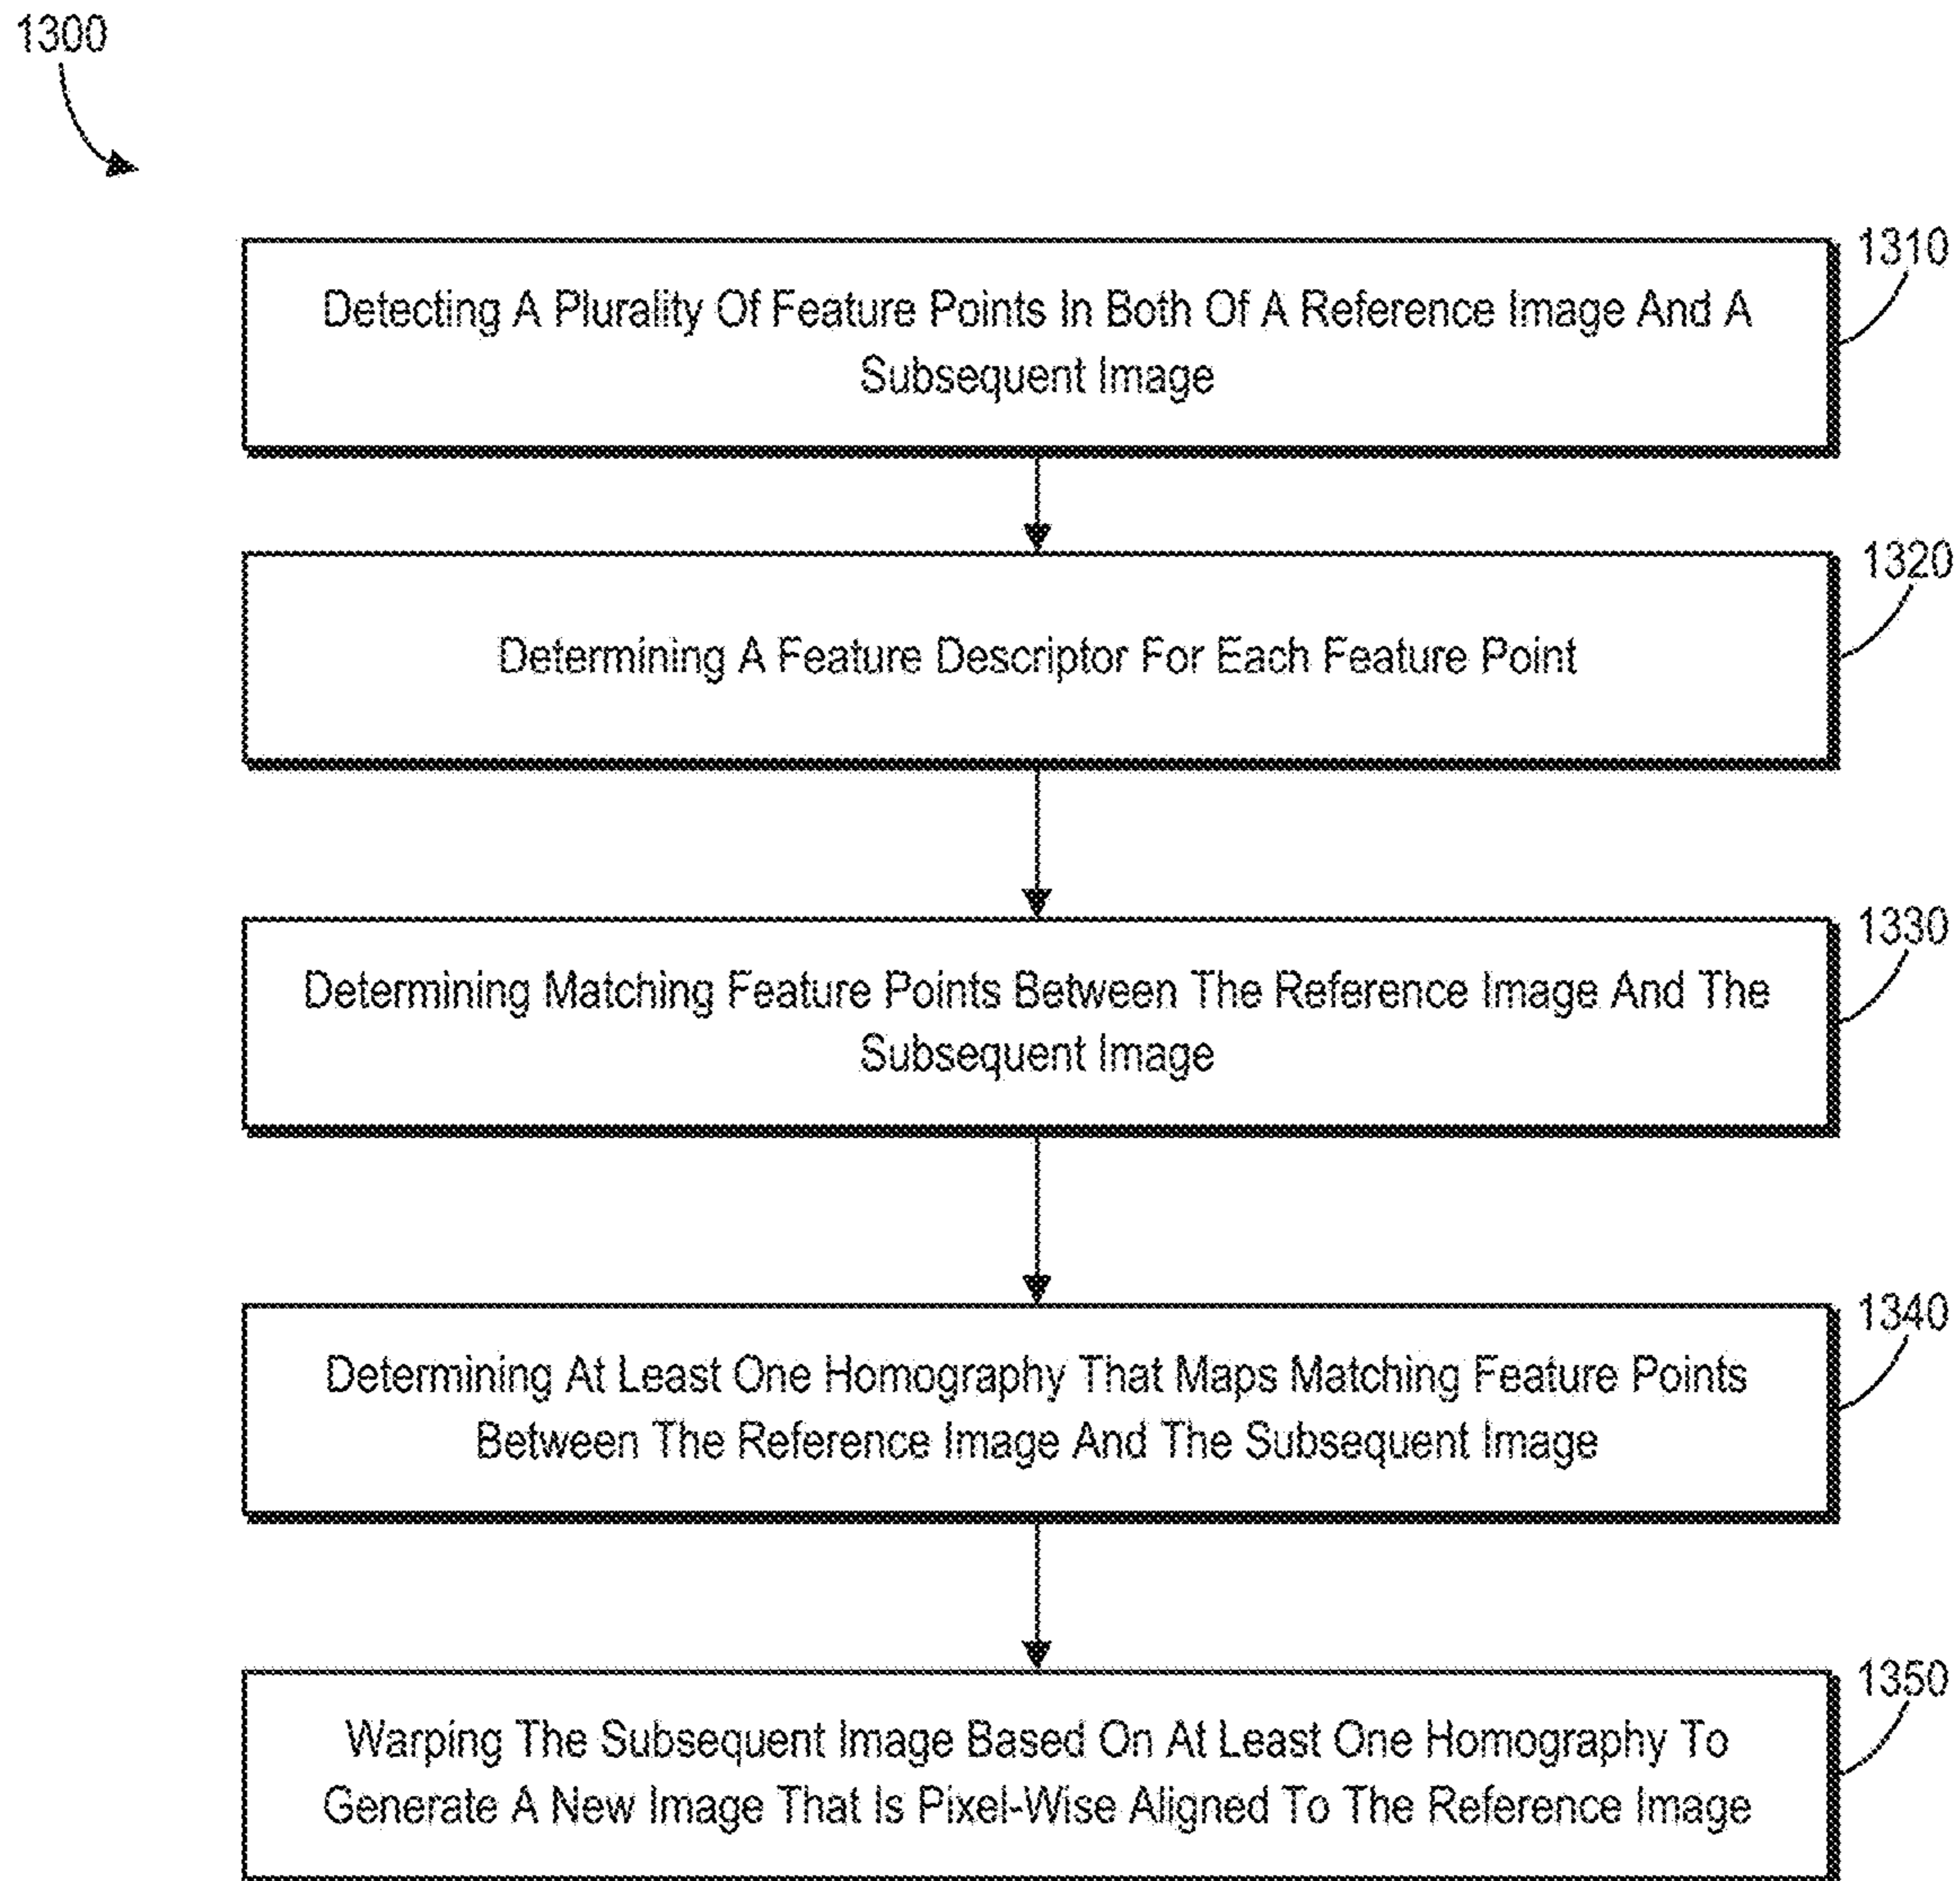 1300
1310
Detecting A Plurality Of Feature Points In Both Of A Reference Image And A
Subsequent Image
1320
Determining A Feature Descriptor For Each Feature Point
1330
Determining Matching Feature Points Between The Reference Image And The
Subsequent Image
1340
Determining At Least One Homography That Maps Matching Feature Points
Between The Reference Image And The Subsequent Image
1350
Warping The Subsequent Image Based On At Least One Homography To
Generate A New Image That Is Pixel-Wise Aligned To The Reference Image